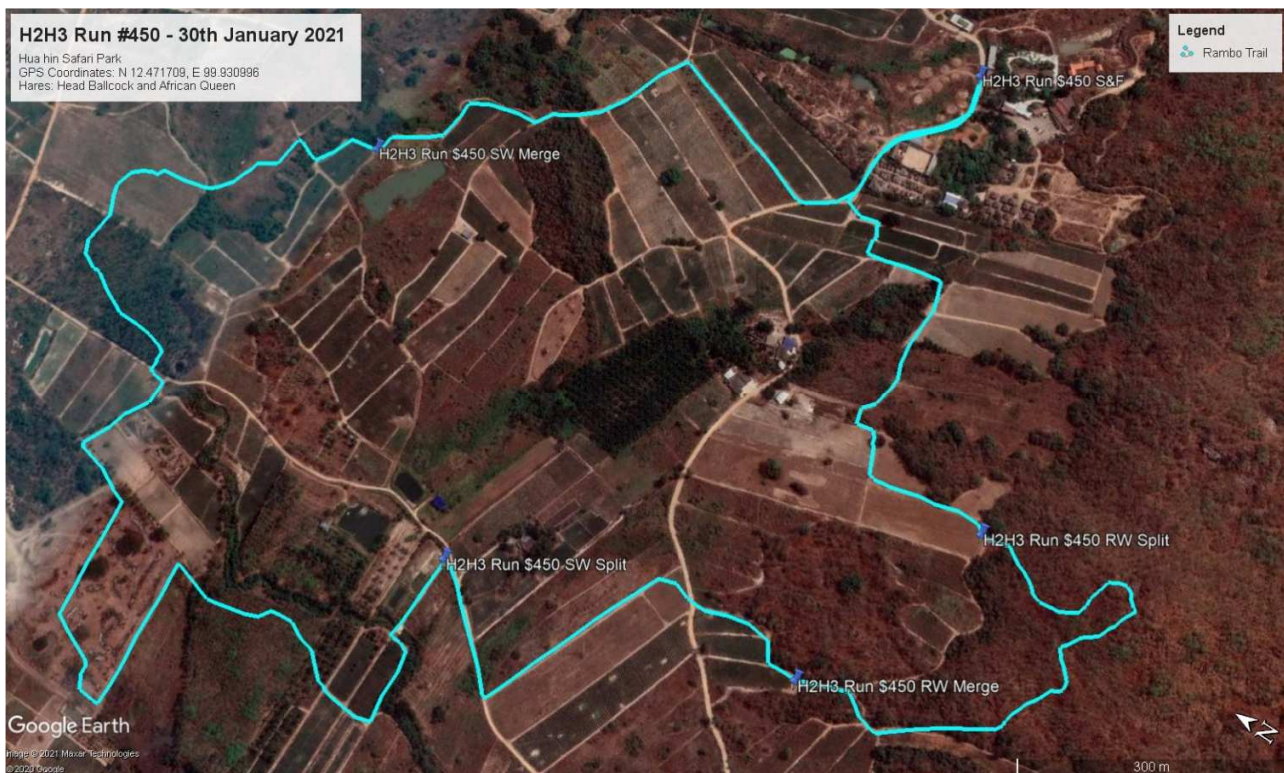 H2H3 Run #450 - 30th January 2021
Hua hin Safari Park
GPS Coordinates: N 12.471709, E 99.930996
Hares: Head Ballcock and African Queen
Legend
Rambo Trail
H2H3 Run $450 S&F
H2H3 Run $450 SW Merge
H2H3 Run $450 RW Split
H2H3 Run $450 SW Split
H2H3 Run $450 RW Merge
Google Earth
Image © 2021 Maxar Technologies
© 2020 Google
N
300 m